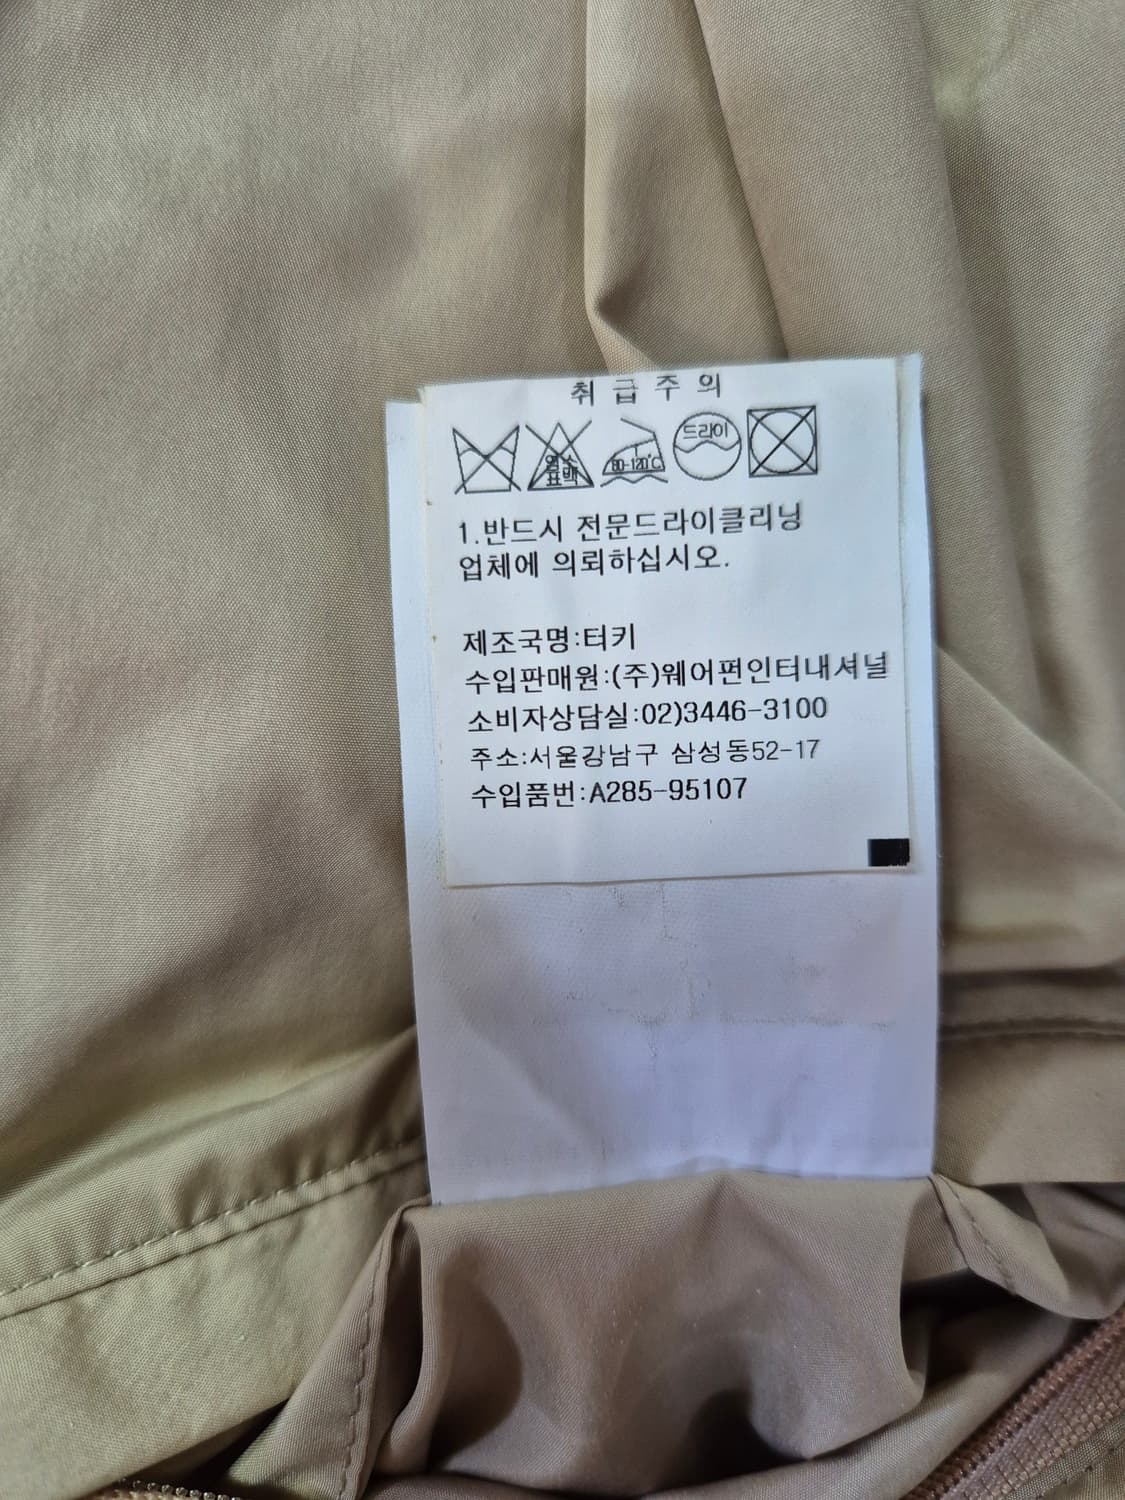 취급주의
염소
표백
80-120℃
드라이
1.반드시 전문드라이클리닝
업체에 의뢰하십시오.
제조국명:터키
수입판매원:(주)웨어펀인터내셔널
소비자상담실:02)3446-3100
주소:서울강남구 삼성동52-17
수입품번:A285-95107